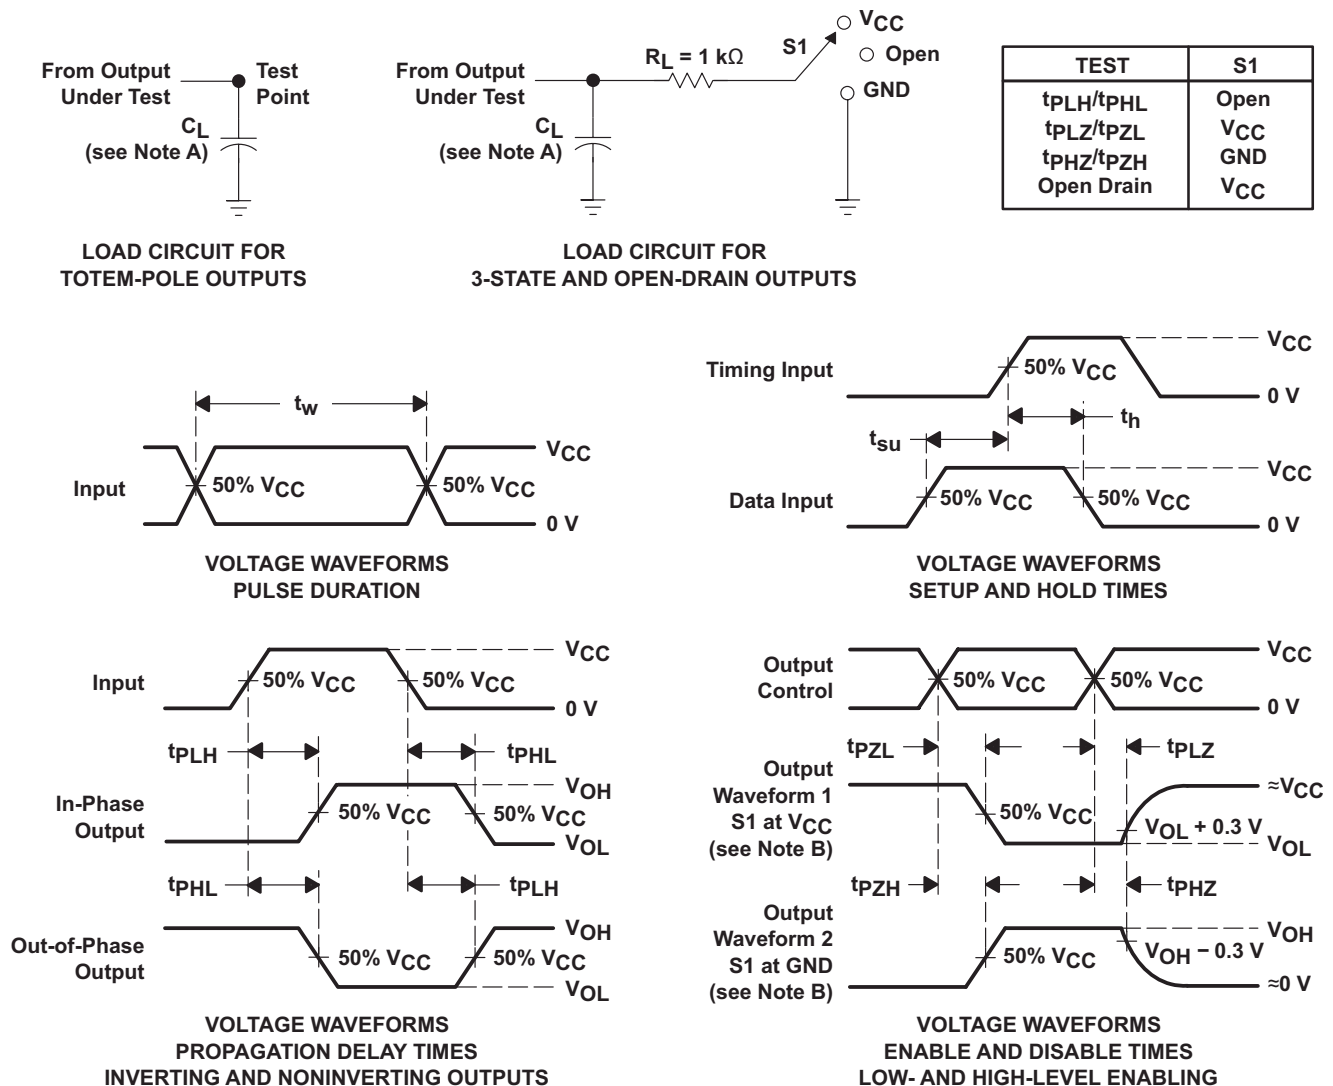 From Output
Under Test
Test
Point
CL
(see Note A)
LOAD CIRCUIT FOR
TOTEM-POLE OUTPUTS
From Output
Under Test
RL = 1 kΩ
S1
VCC
Open
GND
CL
(see Note A)
LOAD CIRCUIT FOR
3-STATE AND OPEN-DRAIN OUTPUTS
TEST S1
tPLH/tPHL Open
tPLZ/tPZL VCC
tPHZ/tPZH GND
Open Drain VCC
tw
Input
50% VCC
50% VCC
VCC
0 V
VOLTAGE WAVEFORMS
PULSE DURATION
Timing Input
50% VCC
VCC
0 V
tsu
th
Data Input
50% VCC
50% VCC
VCC
0 V
VOLTAGE WAVEFORMS
SETUP AND HOLD TIMES
Input
50% VCC
50% VCC
VCC
0 V
tPLH
tPHL
In-Phase
Output
50% VCC
50% VCC
VOH
VOL
tPHL
tPLH
Out-of-Phase
Output
50% VCC
50% VCC
VOH
VOL
VOLTAGE WAVEFORMS
PROPAGATION DELAY TIMES
INVERTING AND NONINVERTING OUTPUTS
Output
Control
50% VCC
50% VCC
VCC
0 V
tPZL
tPLZ
Output
Waveform 1
S1 at VCC
(see Note B)
50% VCC
VOL + 0.3 V
≈VCC
VOL
tPZH
tPHZ
Output
Waveform 2
S1 at GND
(see Note B)
50% VCC
VOH − 0.3 V
VOH
≈0 V
VOLTAGE WAVEFORMS
ENABLE AND DISABLE TIMES
LOW- AND HIGH-LEVEL ENABLING